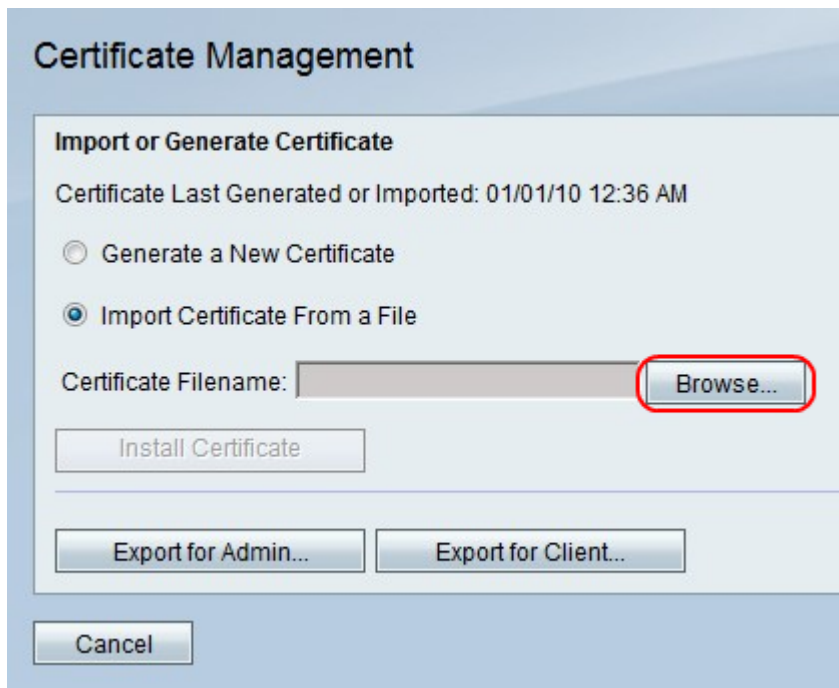 Certificate Management
Import or Generate Certificate
Certificate Last Generated or Imported: 01/01/10 12:36 AM
Generate a New Certificate
Import Certificate From a File
Certificate Filename: Browse...
Install Certificate
Export for Admin... Export for Client...
Cancel